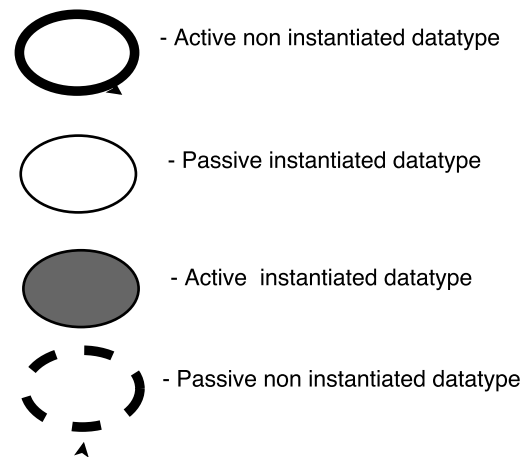 - Active non instantiated datatype
- Passive instantiated datatype
- Active  instantiated datatype
- Passive non instantiated datatype